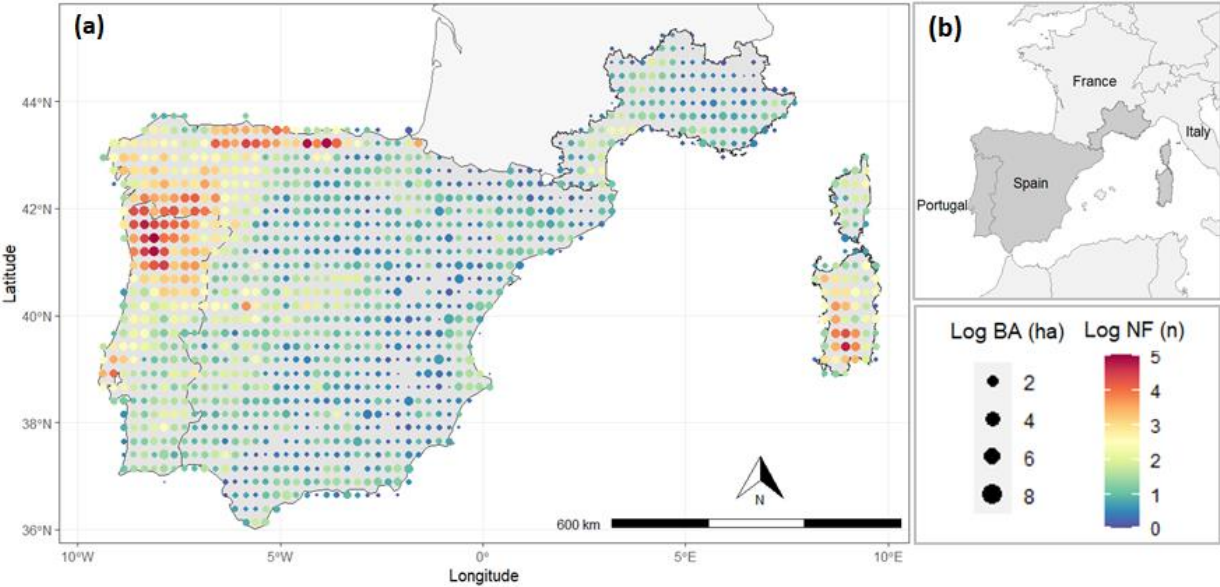 (a)
44°N
42°N
40°N
38°N
36°N
Latitude
10°W
5°W
0°
5°E
10°E
Longitude
N
600 km
(b)
France
Italy
Spain
Portugal
Log BA (ha)
2
4
6
8
Log NF (n)
5
4
3
2
1
0